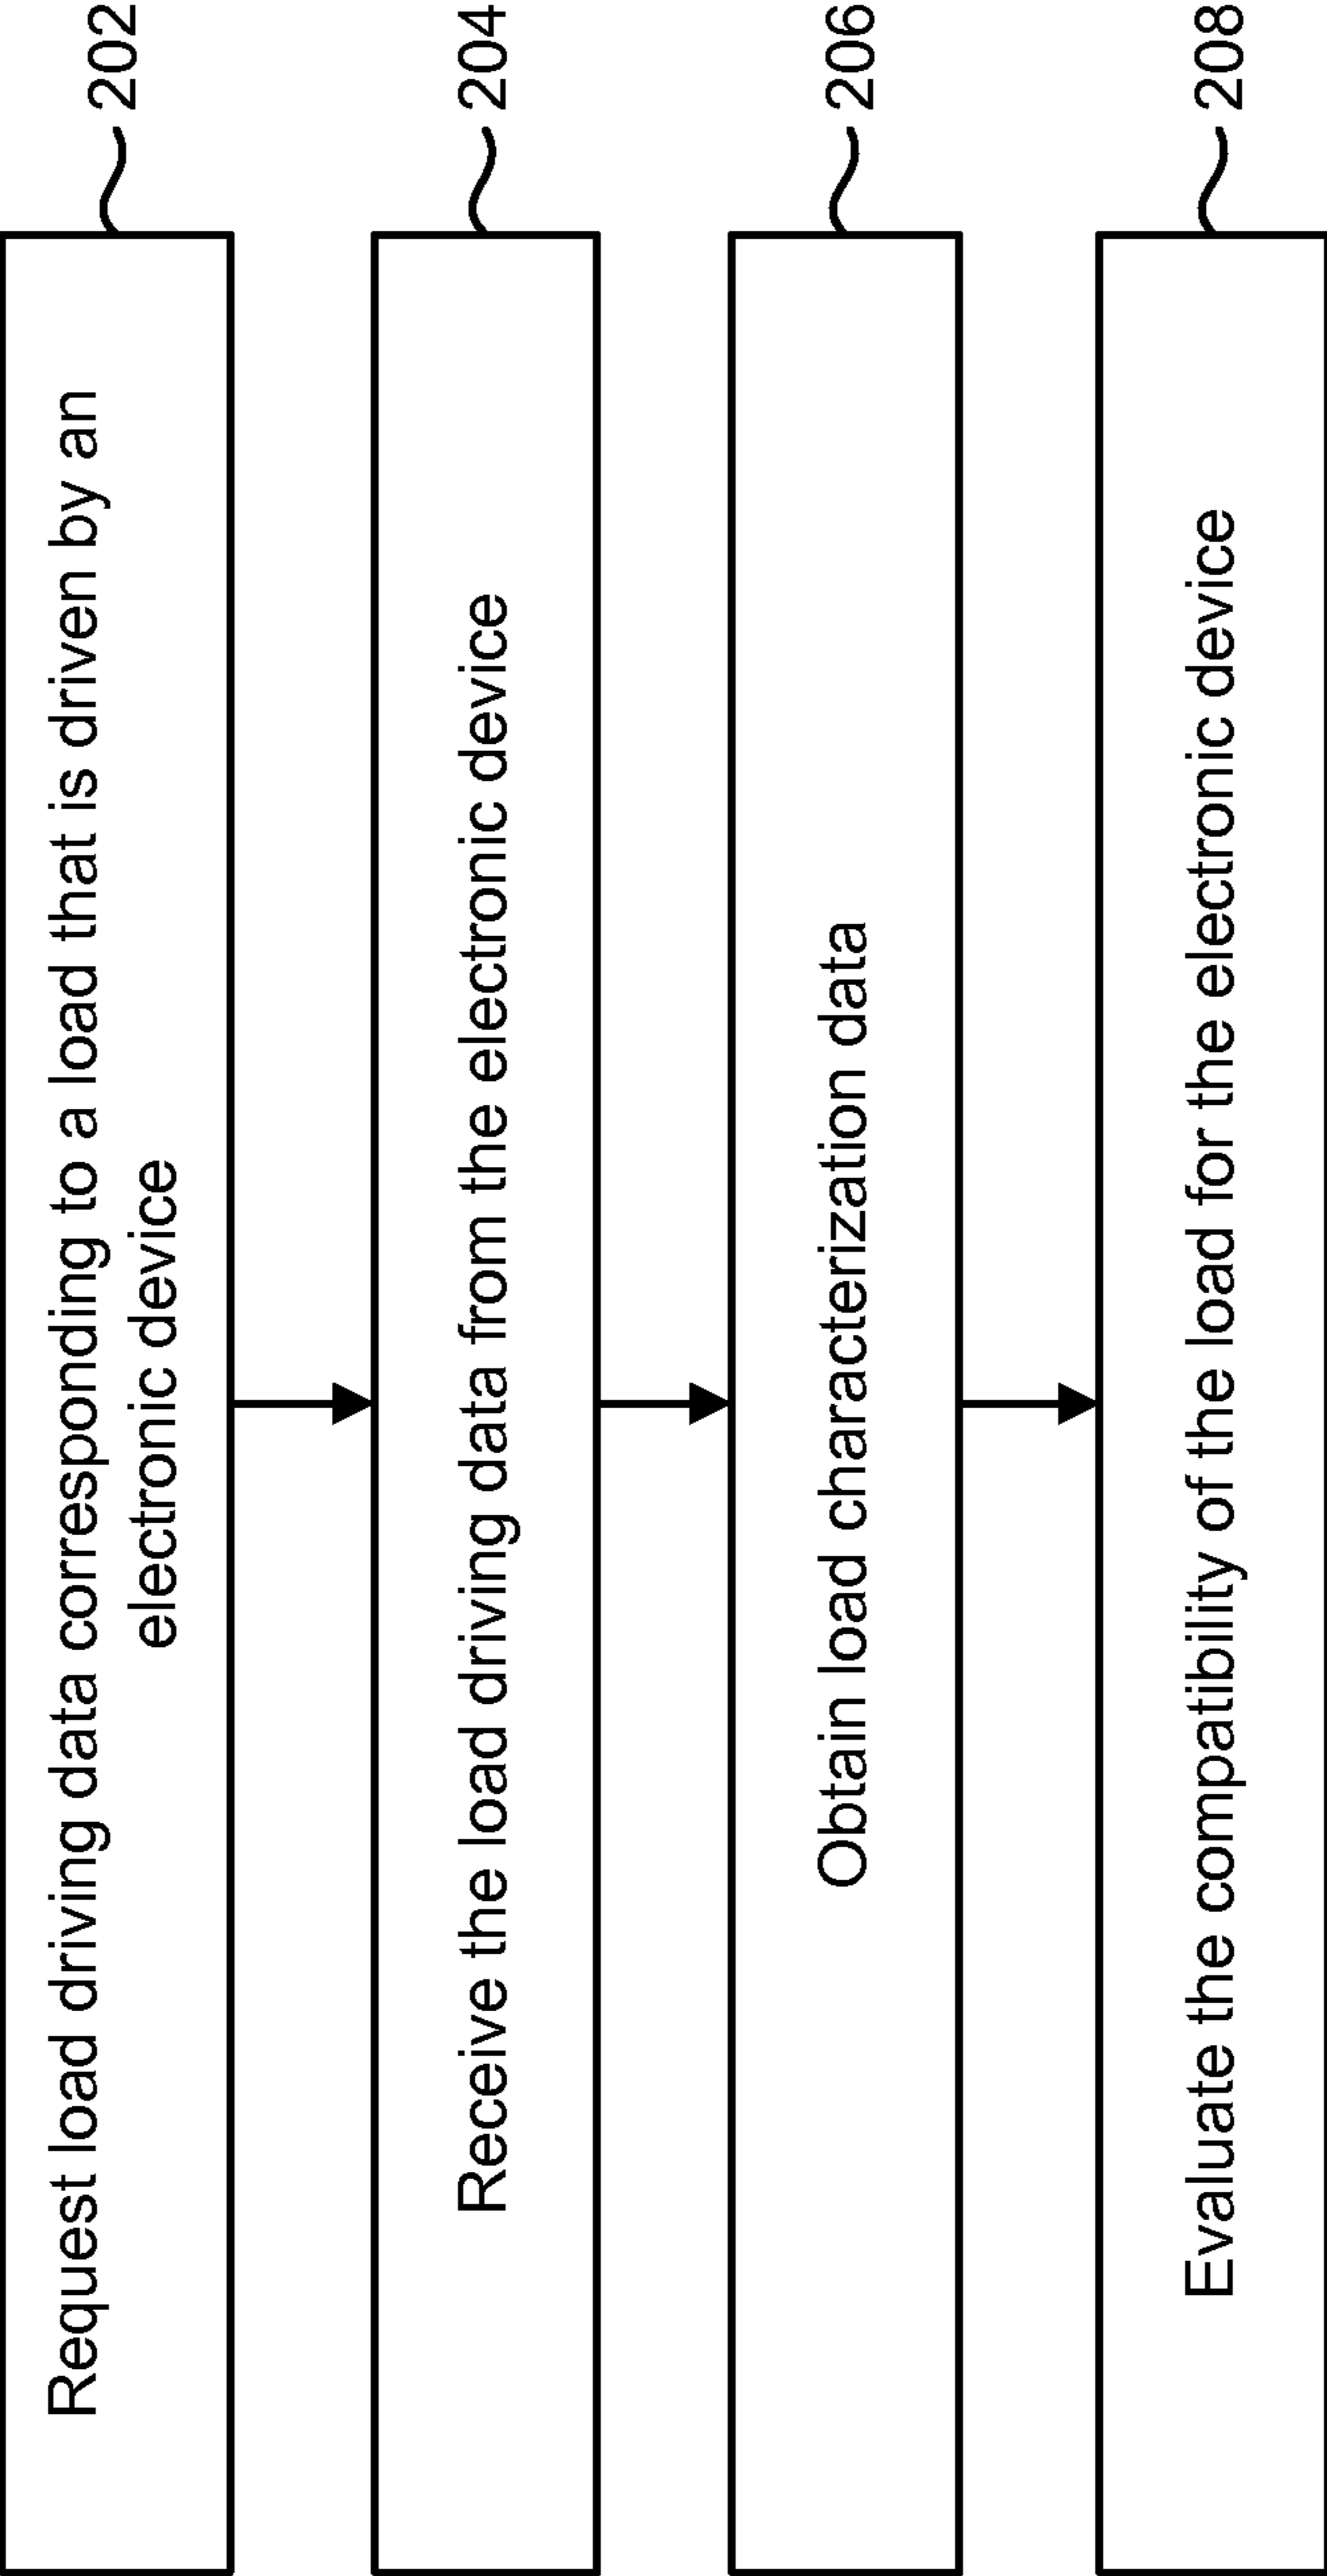 Request load driving data corresponding to a load that is driven by an
electronic device
202
Receive the load driving data from the electronic device
204
Obtain load characterization data
206
Evaluate the compatibility of the load for the electronic device
208